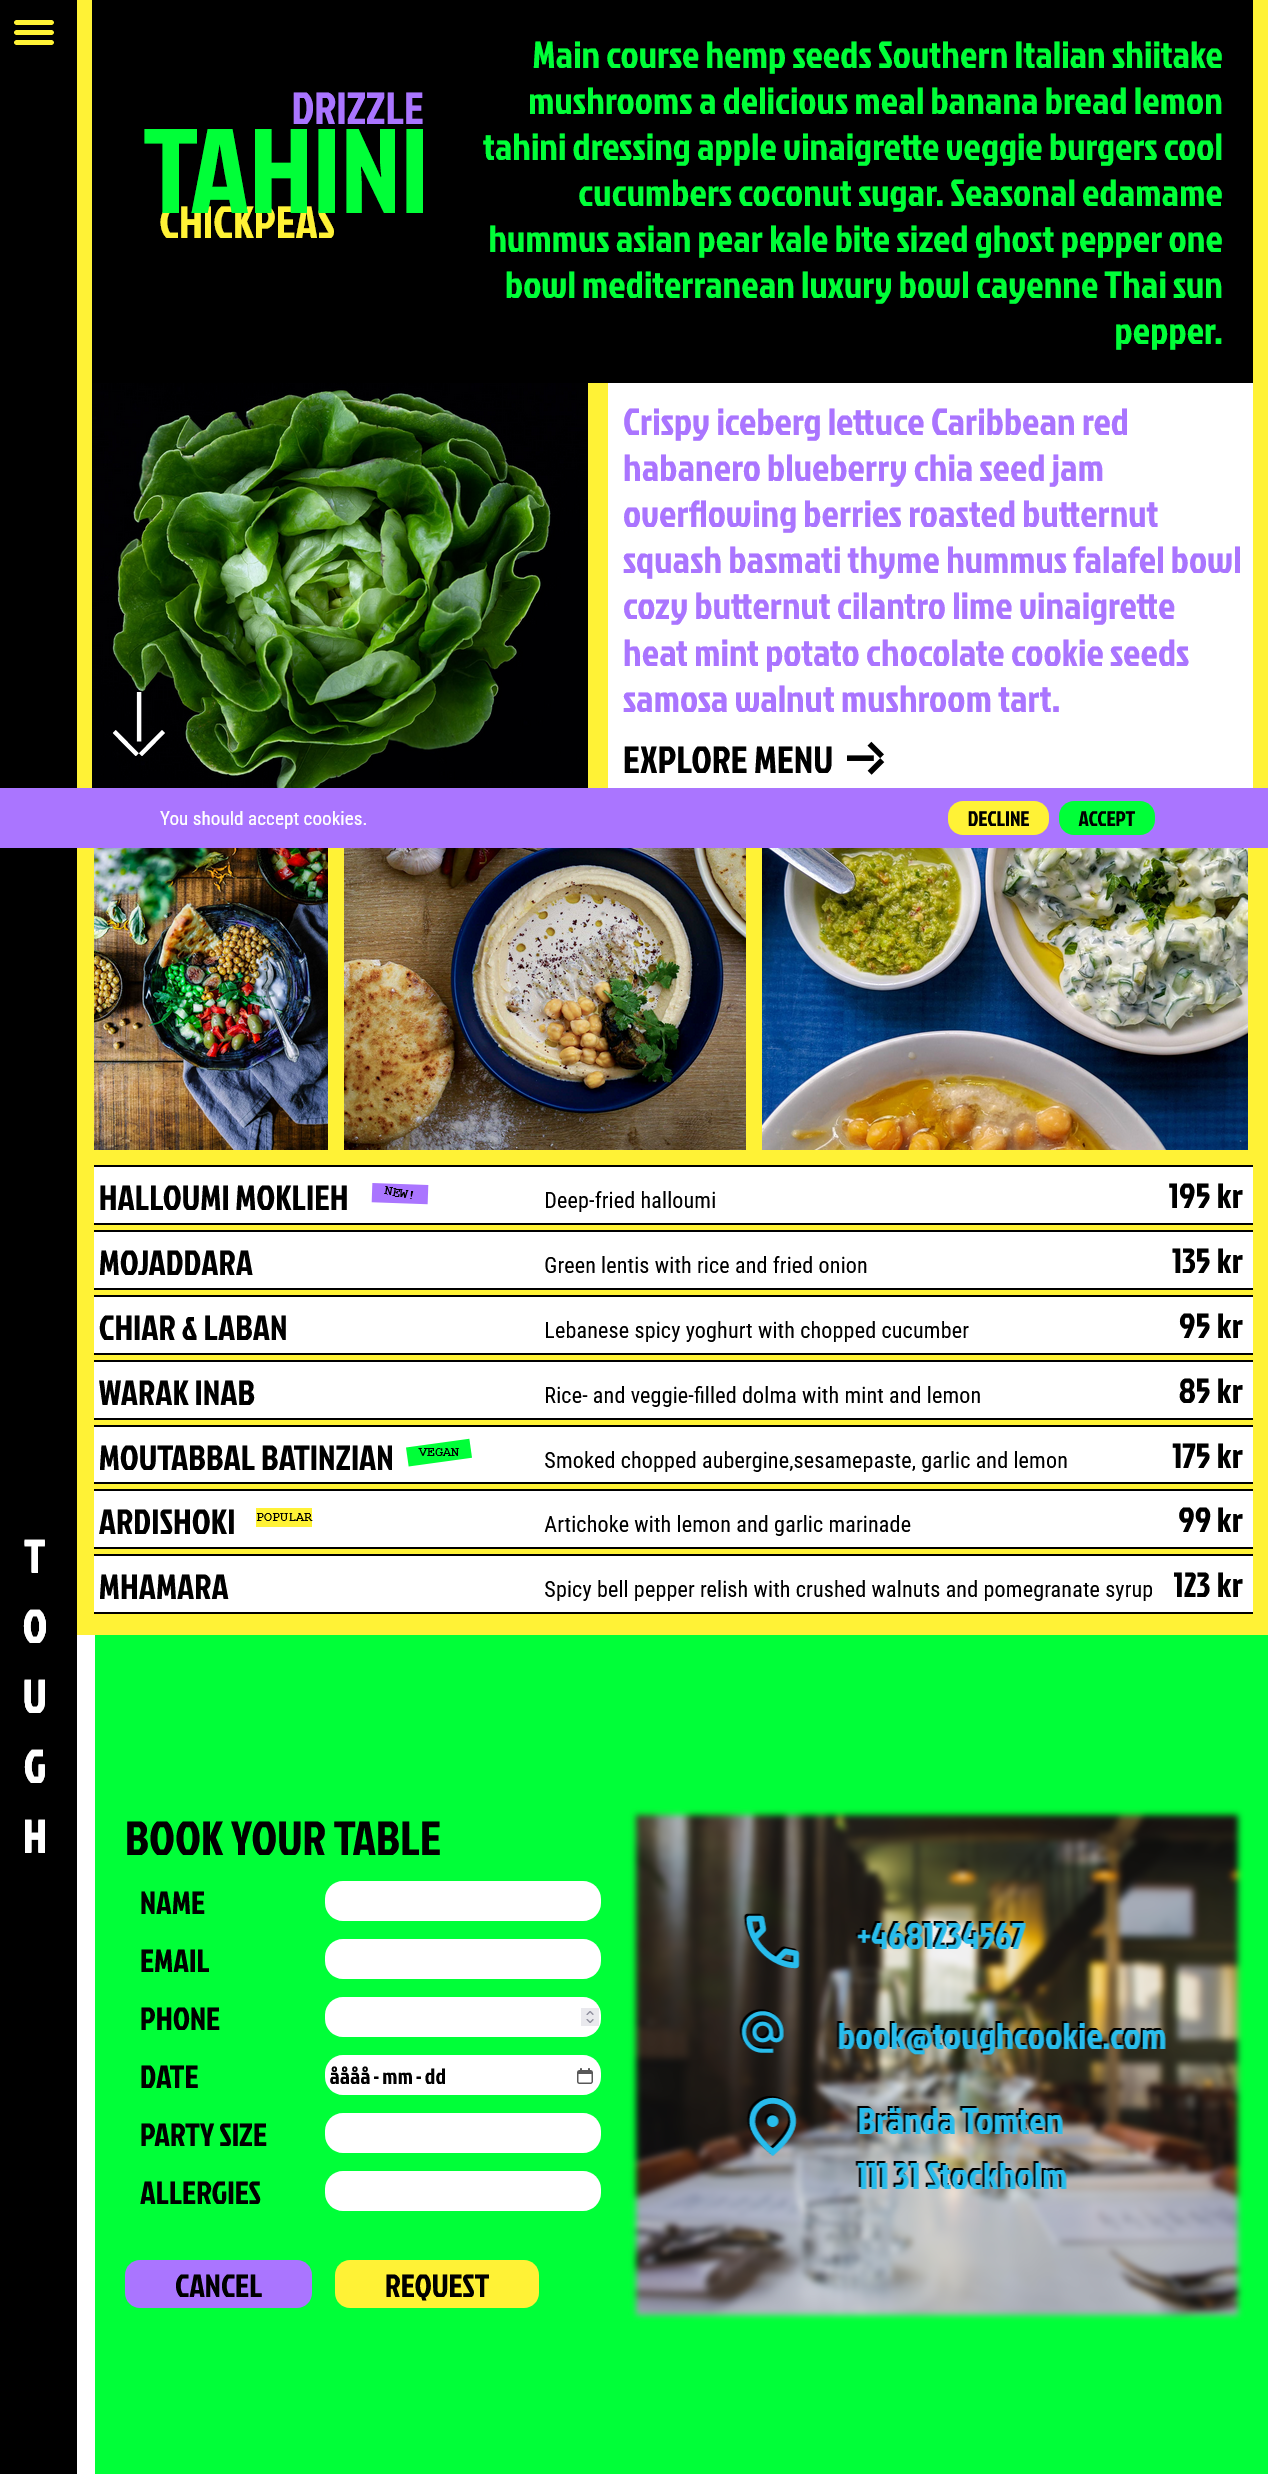 DRIZZLE
TAHINI
CHICKPEAS
Main course hemp seeds Southern Italian shiitake
mushrooms a delicious meal banana bread lemon
tahini dressing apple vinaigrette veggie burgers cool
cucumbers coconut sugar. Seasonal edamame
hummus asian pear kale bite sized ghost pepper one
bowl mediterranean luxury bowl cayenne Thai sun
pepper.
Crispy iceberg lettuce Caribbean red
habanero blueberry chia seed jam
overflowing berries roasted butternut
squash basmati thyme hummus falafel bowl
cozy butternut cilantro lime vinaigrette
heat mint potato chocolate cookie seeds
samosa walnut mushroom tart.
EXPLORE MENU
You should accept cookies.
DECLINE
ACCEPT
HALLOUMI MOKLIEH NEW! Deep-fried halloumi 195 kr
MOJADDARA Green lentis with rice and fried onion 135 kr
CHIAR & LABAN Lebanese spicy yoghurt with chopped cucumber 95 kr
WARAK INAB Rice- and veggie-filled dolma with mint and lemon 85 kr
MOUTABBAL BATINZIAN VEGAN Smoked chopped aubergine,sesamepaste, garlic and lemon 175 kr
ARDISHOKI POPULAR Artichoke with lemon and garlic marinade 99 kr
MHAMARA Spicy bell pepper relish with crushed walnuts and pomegranate syrup 123 kr
T
O
U
G
H
BOOK YOUR TABLE
NAME
EMAIL
PHONE
DATE åååå-mm-dd
PARTY SIZE
ALLERGIES
CANCEL
REQUEST
+4681234567
book@toughcookie.com
Brända Tomten
111 31 Stockholm